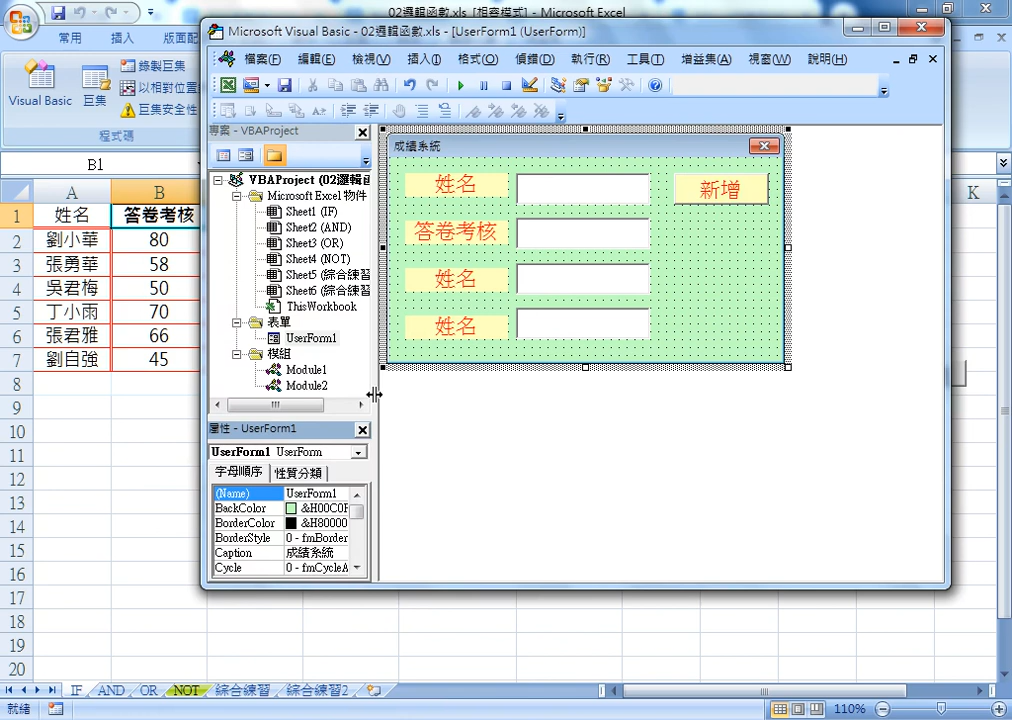 02邏輯函數.xls [相容模式] - Microsoft Excel
常用
插入
版面配
Visual Basic
巨集
錄製巨集
以相對位置
巨集安全性
程式碼
Microsoft Visual Basic - 02邏輯函數.xls - [UserForm1 (UserForm)]
檔案(F)
編輯(E)
檢視(V)
插入(I)
格式(O)
偵錯(D)
執行(R)
工具(T)
增益集(A)
視窗(W)
說明(H)
專案 - VBAProject
VBAProject (02邏輯函
Microsoft Excel 物件
Sheet1 (IF)
Sheet2 (AND)
Sheet3 (OR)
Sheet4 (NOT)
Sheet5 (綜合練習
Sheet6 (綜合練習
ThisWorkbook
表單
UserForm1
模組
Module1
Module2
屬性 - UserForm1
UserForm1 UserForm
字母順序
性質分類
(Name) UserForm1
BackColor &H00C0F
BorderColor &H80000
BorderStyle 0 - fmBorder
Caption 成績系統
Cycle 0 - fmCycleA
成績系統
姓名
新增
答卷考核
姓名
姓名
B1
A B K
1 姓名 答卷考核
2 劉小華 80
3 張勇華 58
4 吳君梅 50
5 丁小雨 70
6 張君雅 66
7 劉自強 45
8
9
10
11
12
13
14
15
16
17
18
19
20
IF AND OR NOT 綜合練習 綜合練習2
就緒
110%